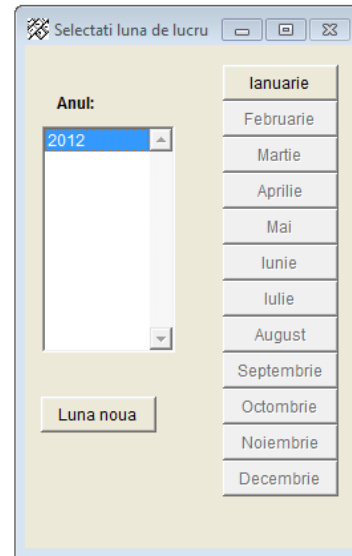 Selectati luna de lucru
Anul:
2012
Luna noua
Ianuarie
Februarie
Martie
Aprilie
Mai
Iunie
Iulie
August
Septembrie
Octombrie
Noiembrie
Decembrie